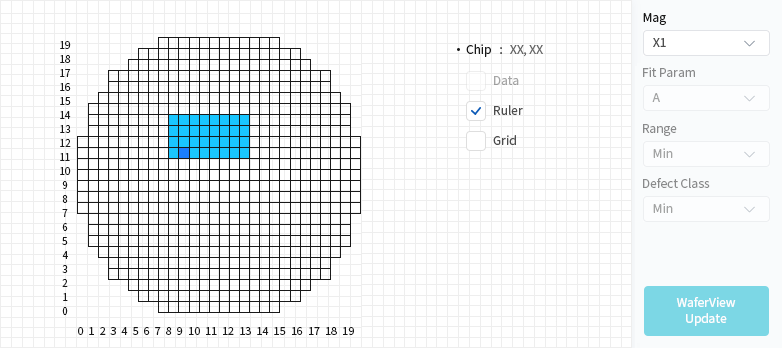 19
18
17
16
15
14
13
12
11
10
9
8
7
6
5
4
3
2
1
0
0 1 2 3 4 5 6 7 8 9 10 11 12 13 14 15 16 17 18 19
• Chip : XX, XX
Data
Ruler
Grid
Mag
X1
Fit Param
A
Range
Min
Defect Class
Min
WaferView
Update